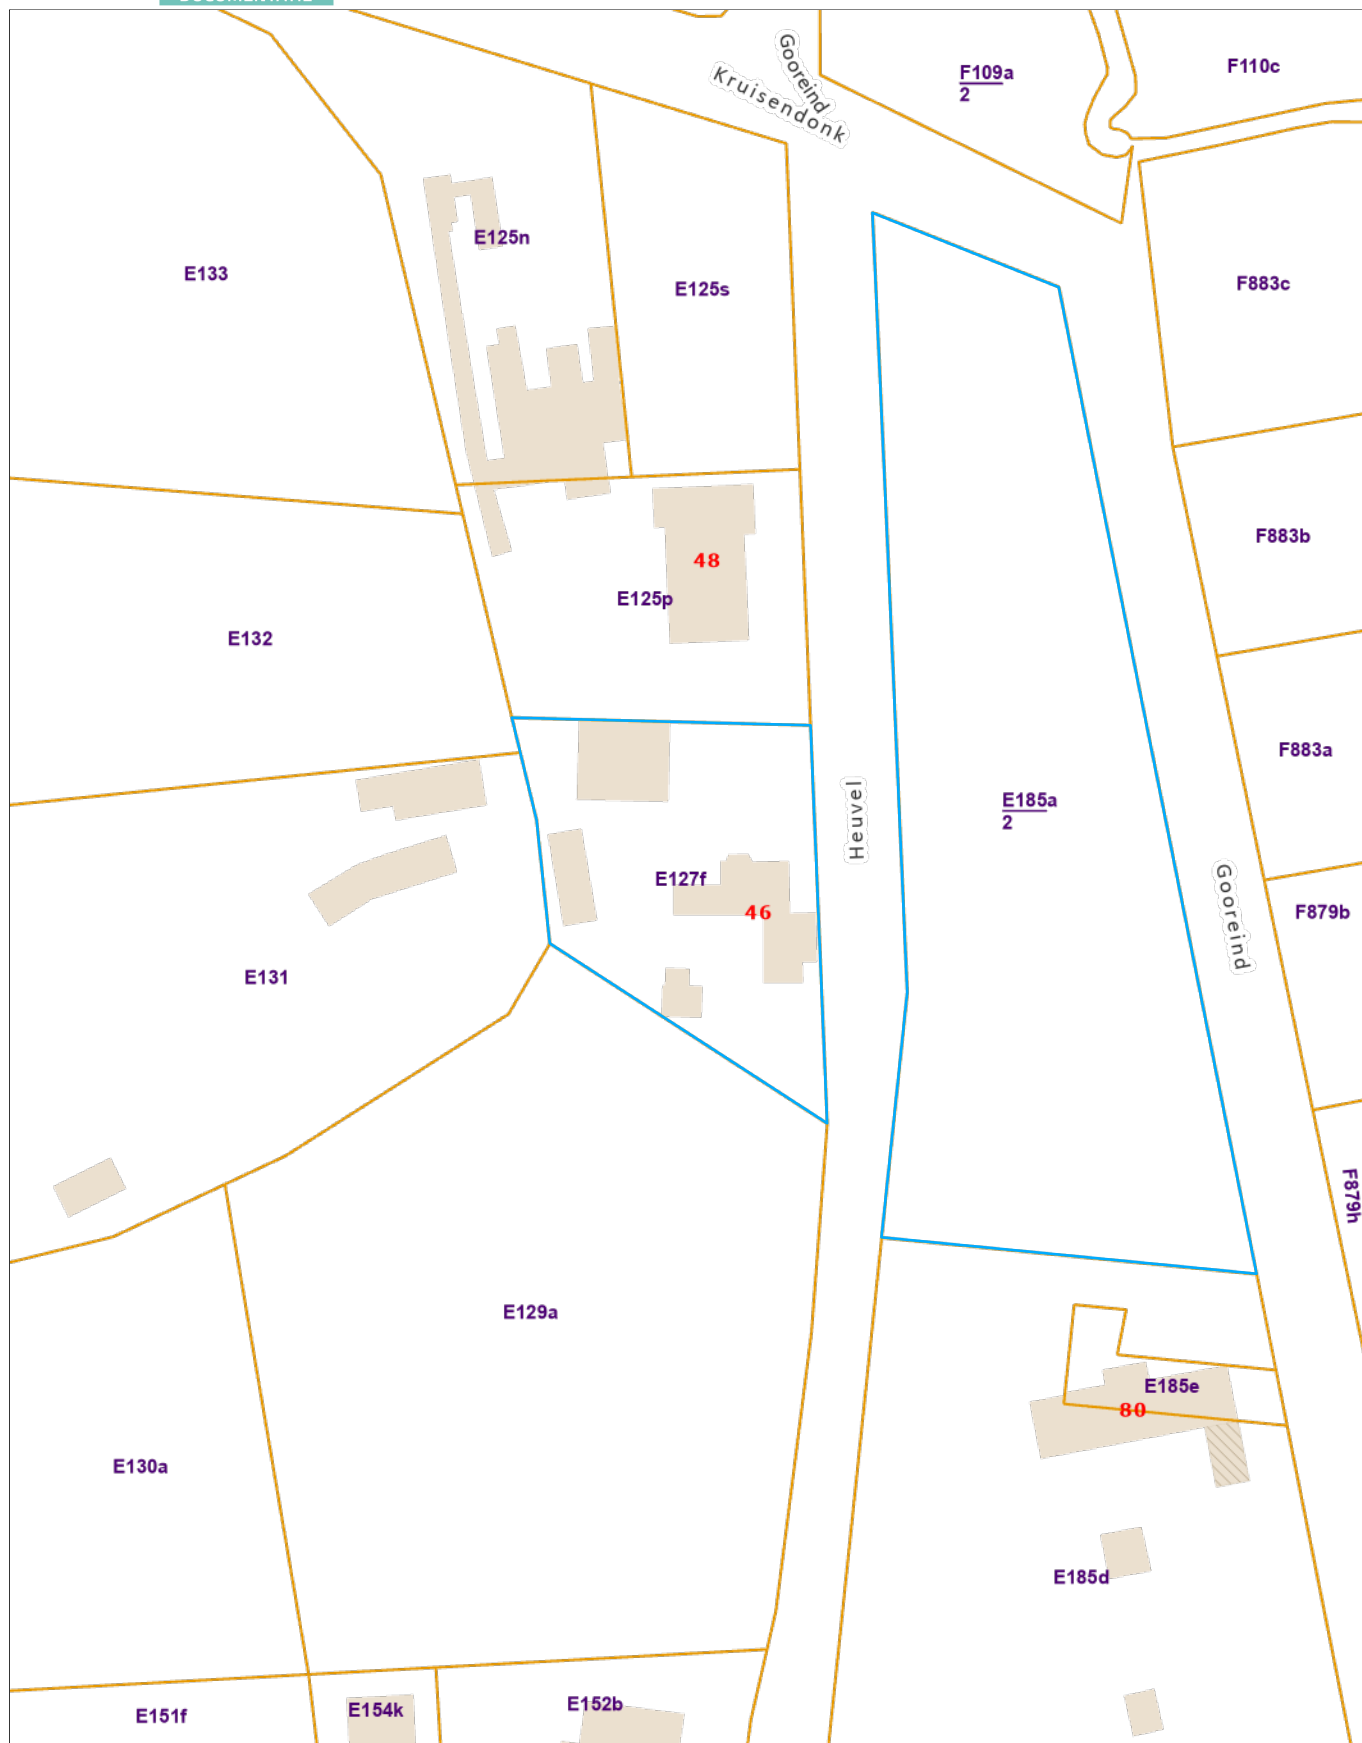 Gooreind
Kruisendonk
F109a
2
F110c
E125n
E133
E125s
F883c
F883b
48
E125p
E132
F883a
Heuvel
E185a
2
E127f
46
Gooreind
F879b
E131
F879h
E129a
E185e
80
E130a
E185d
E152b
E154k
E151f